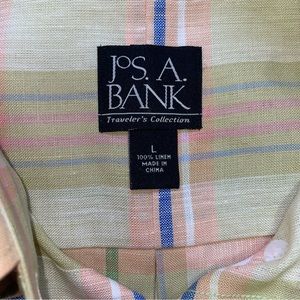 JOS. A.
BANK
Traveler's Collection
L
100% LINEN
MADE IN
CHINA